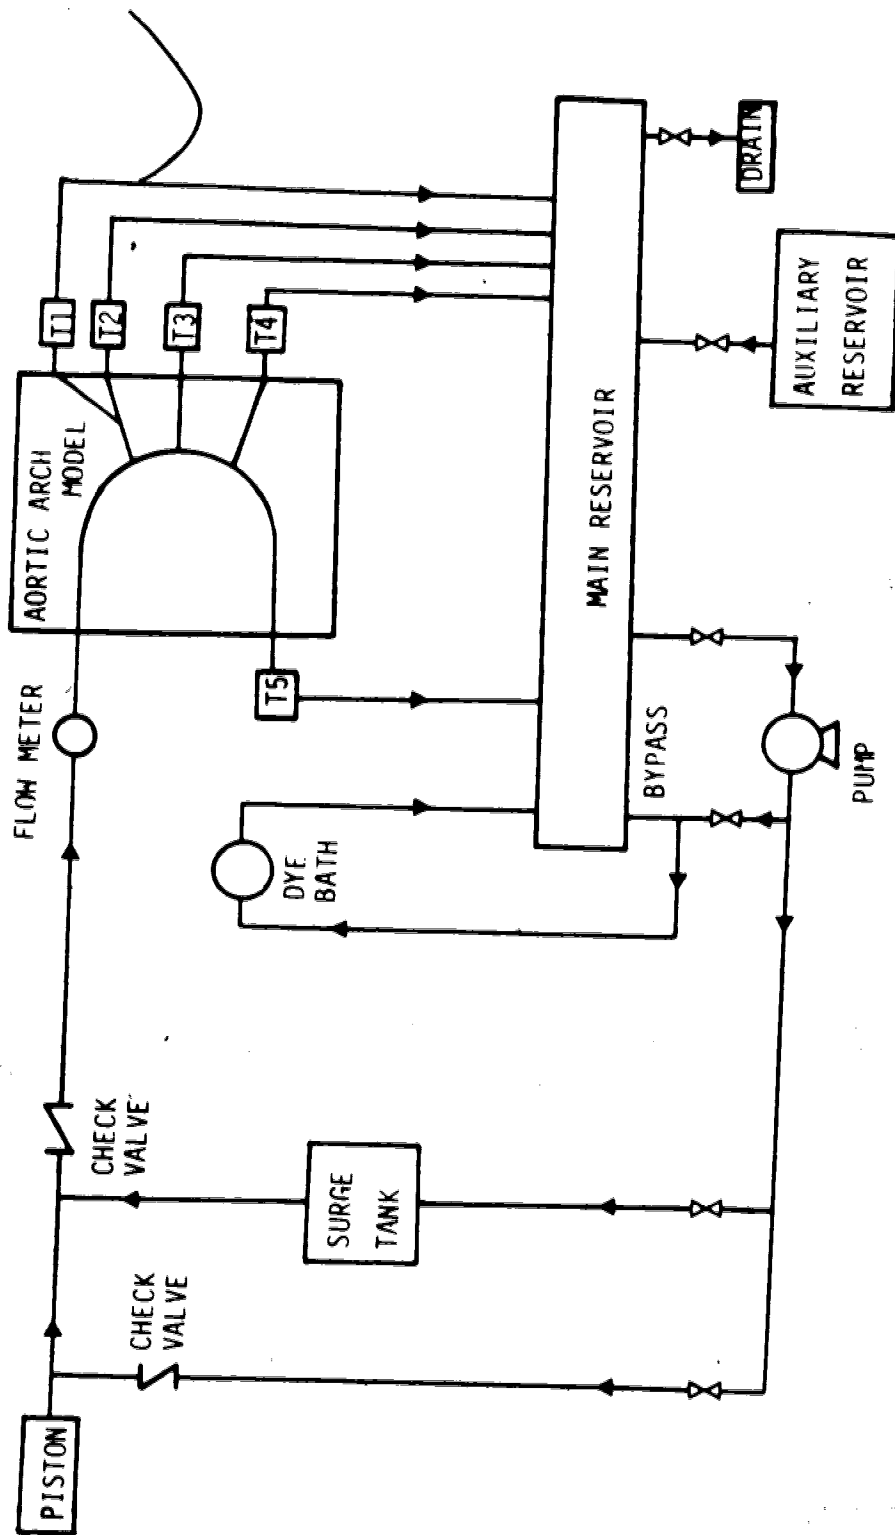 PISTON
CHECK
VALVE
CHECK
VALVE
SURGE
TANK
FLOW METER
AORTIC ARCH
MODEL
T1
T2
T3
T4
T5
DYE
BATH
MAIN RESERVOIR
BYPASS
PUMP
AUXILIARY
RESERVOIR
DRAIN